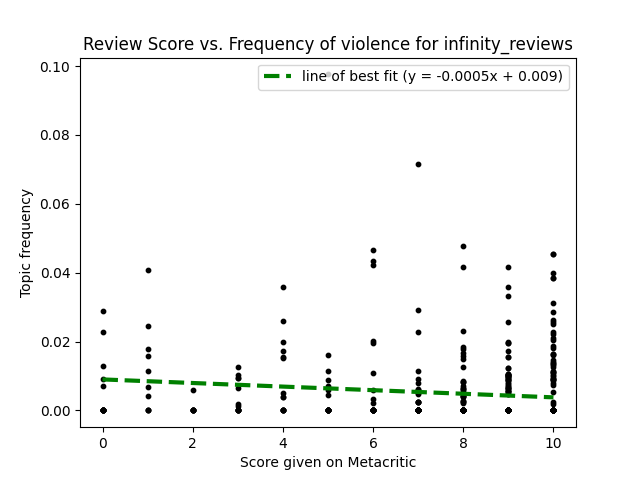 Review Score vs. Frequency of violence for infinity_reviews
line of best fit (y = -0.0005x + 0.009)
0.10
0.08
0.06
0.04
0.02
0.00
Topic frequency
0 2 4 6 8 10
Score given on Metacritic